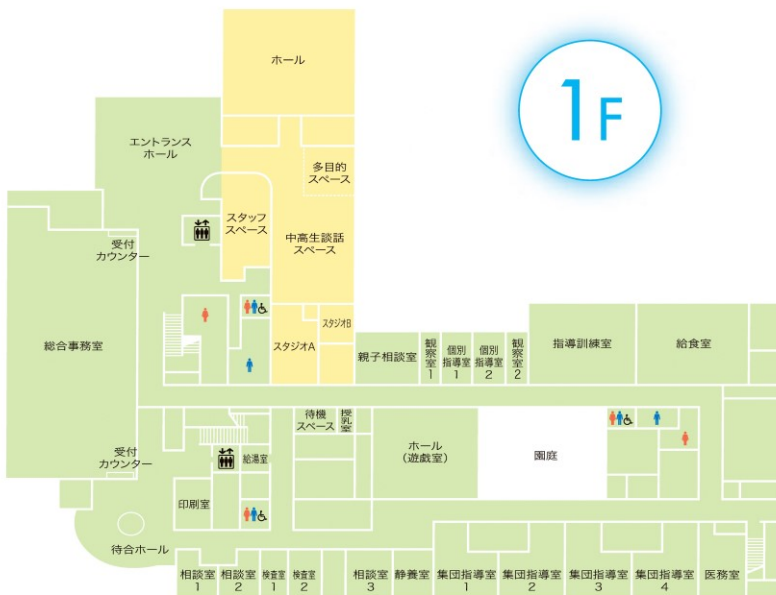 1F
ホール
エントランス
ホール
多目的
スペース
スタッフ
スペース
中高生談話
スペース
受付
カウンター
総合事務室
スタジオA
スタジオB
親子相談室
観察室
1
個別
指導室
1
個別
指導室
2
観察室
2
指導訓練室
給食室
待機
スペース
授乳室
ホール
(遊戯室)
園庭
受付
カウンター
給湯室
印刷室
待合ホール
相談室
1
相談室
2
検査室
1
検査室
2
相談室
3
静養室
集団指導室
1
集団指導室
2
集団指導室
3
集団指導室
4
医務室